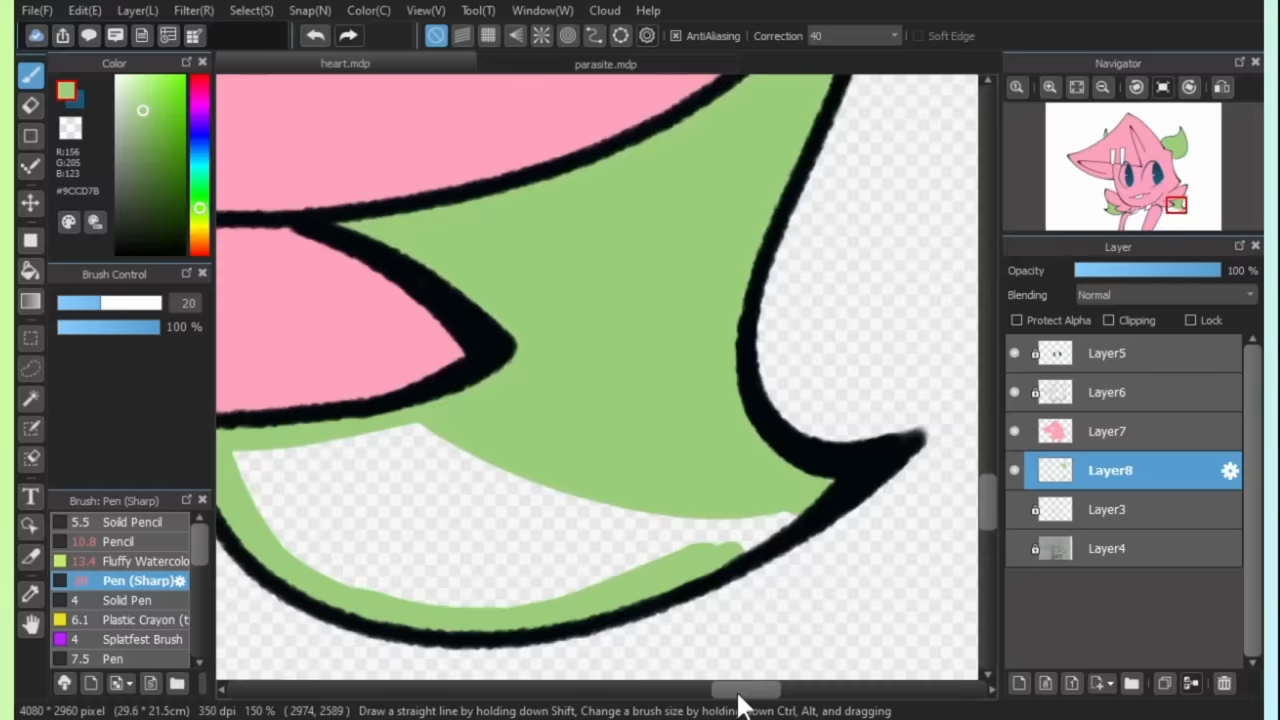 File(F) Edit(E) Layer(L) Filter(R) Select(S) Snap(N) Color(C) View(V) Tool(T) Window(W) Cloud Help
AntiAliasing Correction 40 Soft Edge
Color heart.mdp parasite.mdp Navigator
R:156
G:205
B:123
#9CCD7B
Layer
Opacity 100 %
Blending Normal
Protect Alpha Clipping Lock
Brush Control
20
100 %
Layer5
Layer6
Layer7
Layer8
Layer3
Layer4
Brush: Pen (Sharp)
5.5 Solid Pencil
10.8 Pencil
13.4 Fluffy Watercolo
20 Pen (Sharp)
4 Solid Pen
6.1 Plastic Crayon (t
4 Splatfest Brush
7.5 Pen
4080 * 2960 pixel (29.6 * 21.5cm) 350 dpi 150 % ( 2974, 2589 ) Draw a straight line by holding down Shift, Change a brush size by holding down Ctrl, Alt, and dragging